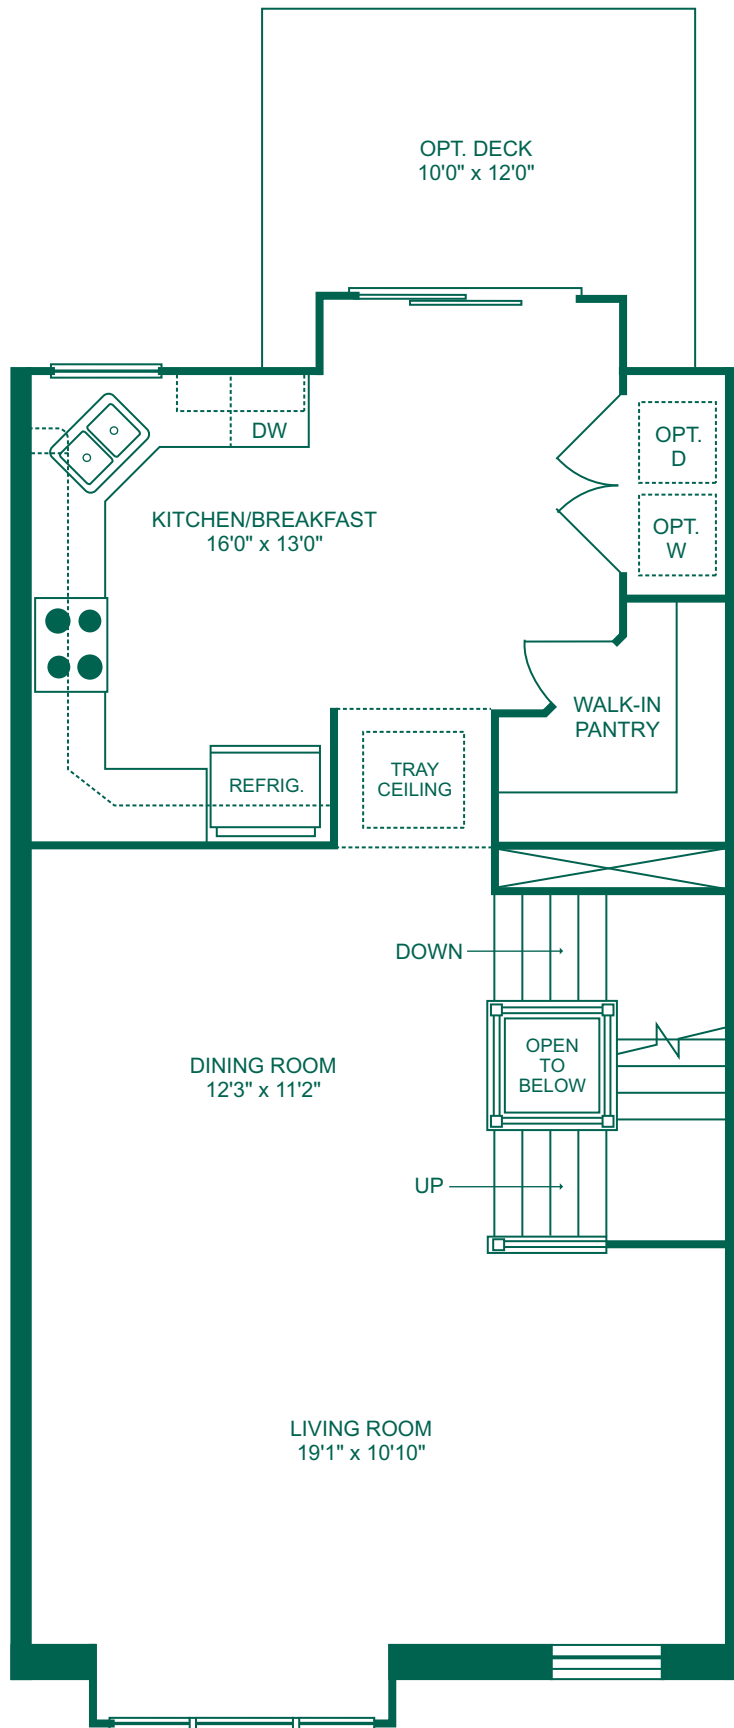 OPT. DECK
10'0" x 12'0"
DW
OPT.
D
KITCHEN/BREAKFAST
16'0" x 13'0"
OPT.
W
WALK-IN
PANTRY
REFRIG.
TRAY
CEILING
DOWN
OPEN
TO
BELOW
DINING ROOM
12'3" x 11'2"
UP
LIVING ROOM
19'1" x 10'10"